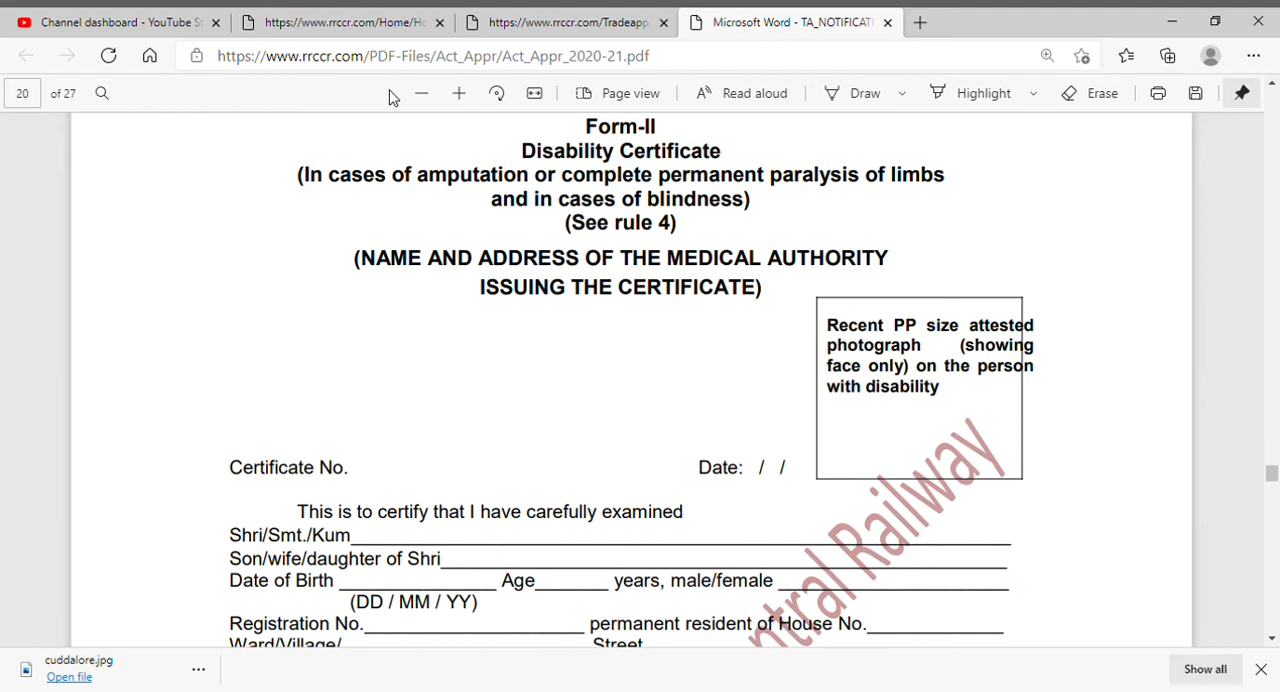 Channel dashboard - YouTube St
https://www.rrccr.com/Home/Ho
https://www.rrccr.com/Tradeapp
Microsoft Word - TA_NOTIFICATI
https://www.rrccr.com/PDF-Files/Act_Appr/Act_Appr_2020-21.pdf
20 of 27
Page view
Read aloud
Draw
Highlight
Erase
Form-II
Disability Certificate
(In cases of amputation or complete permanent paralysis of limbs
and in cases of blindness)
(See rule 4)
(NAME AND ADDRESS OF THE MEDICAL AUTHORITY
ISSUING THE CERTIFICATE)
Recent PP size attested
photograph (showing
face only) on the person
with disability
Certificate No. Date: / /
This is to certify that I have carefully examined
Shri/Smt./Kum
Son/wife/daughter of Shri
Date of Birth Age years, male/female
(DD / MM / YY)
Registration No. permanent resident of House No.
Ward/Village/ Street
ntral Railway
cuddalore.jpg
Open file
Show all